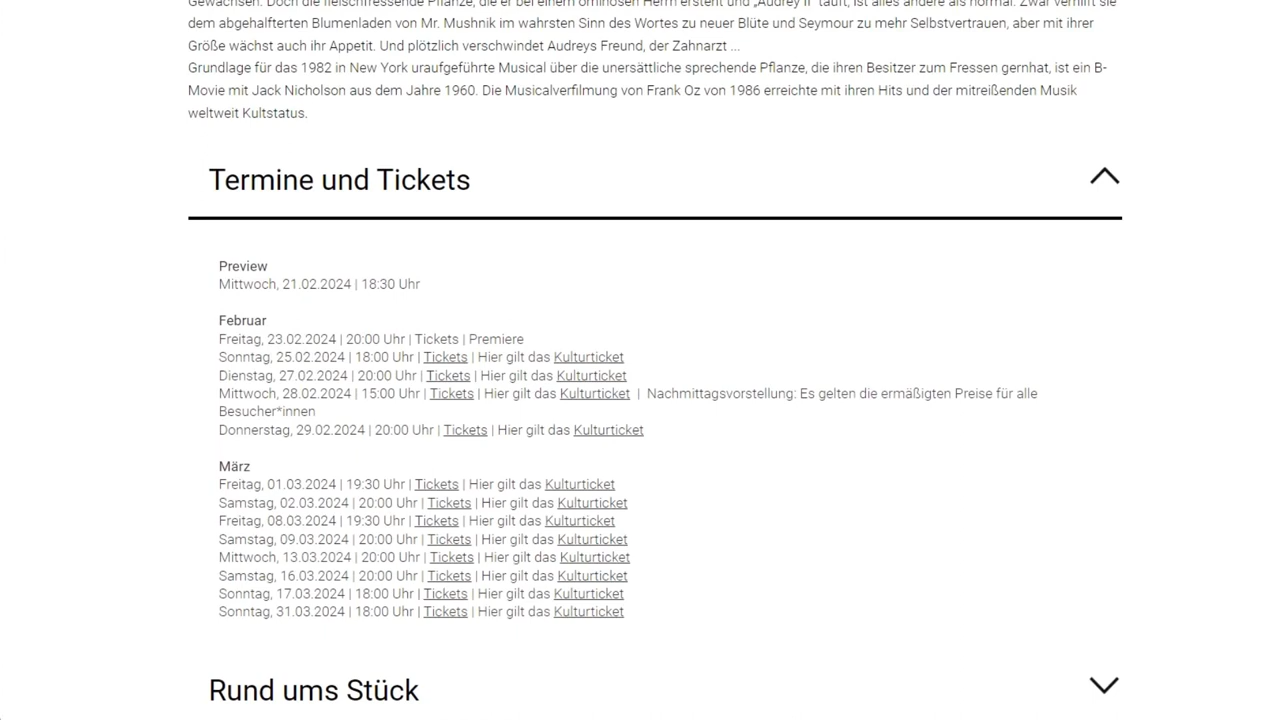 Gewächsen. Doch die fleischfressende Pflanze, die er bei einem ominösen Herrn ersteht und „Audrey II“ tauft, ist alles andere als normal. Zwar verhilft sie
dem abgehalfterten Blumenladen von Mr. Mushnik im wahrsten Sinn des Wortes zu neuer Blüte und Seymour zu mehr Selbstvertrauen, aber mit ihrer
Größe wächst auch ihr Appetit. Und plötzlich verschwindet Audreys Freund, der Zahnarzt ...
Grundlage für das 1982 in New York uraufgeführte Musical über die unersättliche sprechende Pflanze, die ihren Besitzer zum Fressen gernhat, ist ein B-
Movie mit Jack Nicholson aus dem Jahre 1960. Die Musicalverfilmung von Frank Oz von 1986 erreichte mit ihren Hits und der mitreißenden Musik
weltweit Kultstatus.
Termine und Tickets
Preview
Mittwoch, 21.02.2024 | 18:30 Uhr
Februar
Freitag, 23.02.2024 | 20:00 Uhr | Tickets | Premiere
Sonntag, 25.02.2024 | 18:00 Uhr | Tickets | Hier gilt das Kulturticket
Dienstag, 27.02.2024 | 20:00 Uhr | Tickets | Hier gilt das Kulturticket
Mittwoch, 28.02.2024 | 15:00 Uhr | Tickets | Hier gilt das Kulturticket | Nachmittagsvorstellung: Es gelten die ermäßigten Preise für alle
Besucher*innen
Donnerstag, 29.02.2024 | 20:00 Uhr | Tickets | Hier gilt das Kulturticket
März
Freitag, 01.03.2024 | 19:30 Uhr | Tickets | Hier gilt das Kulturticket
Samstag, 02.03.2024 | 20:00 Uhr | Tickets | Hier gilt das Kulturticket
Freitag, 08.03.2024 | 19:30 Uhr | Tickets | Hier gilt das Kulturticket
Samstag, 09.03.2024 | 20:00 Uhr | Tickets | Hier gilt das Kulturticket
Mittwoch, 13.03.2024 | 20:00 Uhr | Tickets | Hier gilt das Kulturticket
Samstag, 16.03.2024 | 20:00 Uhr | Tickets | Hier gilt das Kulturticket
Sonntag, 17.03.2024 | 18:00 Uhr | Tickets | Hier gilt das Kulturticket
Sonntag, 31.03.2024 | 18:00 Uhr | Tickets | Hier gilt das Kulturticket
Rund ums Stück